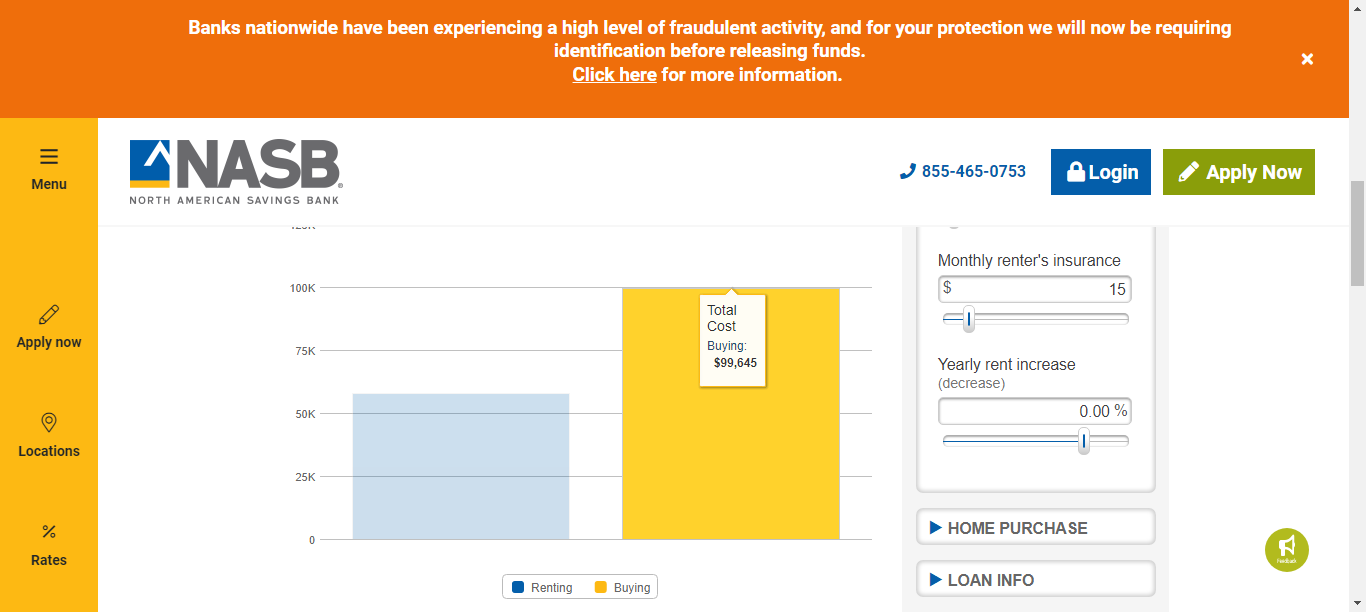 Banks nationwide have been experiencing a high level of fraudulent activity, and for your protection we will now be requiring
identification before releasing funds.
Click here for more information.
Menu
NASB
NORTH AMERICAN SAVINGS BANK
855-465-0753
Login
Apply Now
Apply now
Locations
Rates
100K
75K
50K
25K
0
Total
Cost
Buying:
$99,645
Renting
Buying
Monthly renter's insurance
$ 15
Yearly rent increase
(decrease)
0.00 %
HOME PURCHASE
LOAN INFO
Feedback